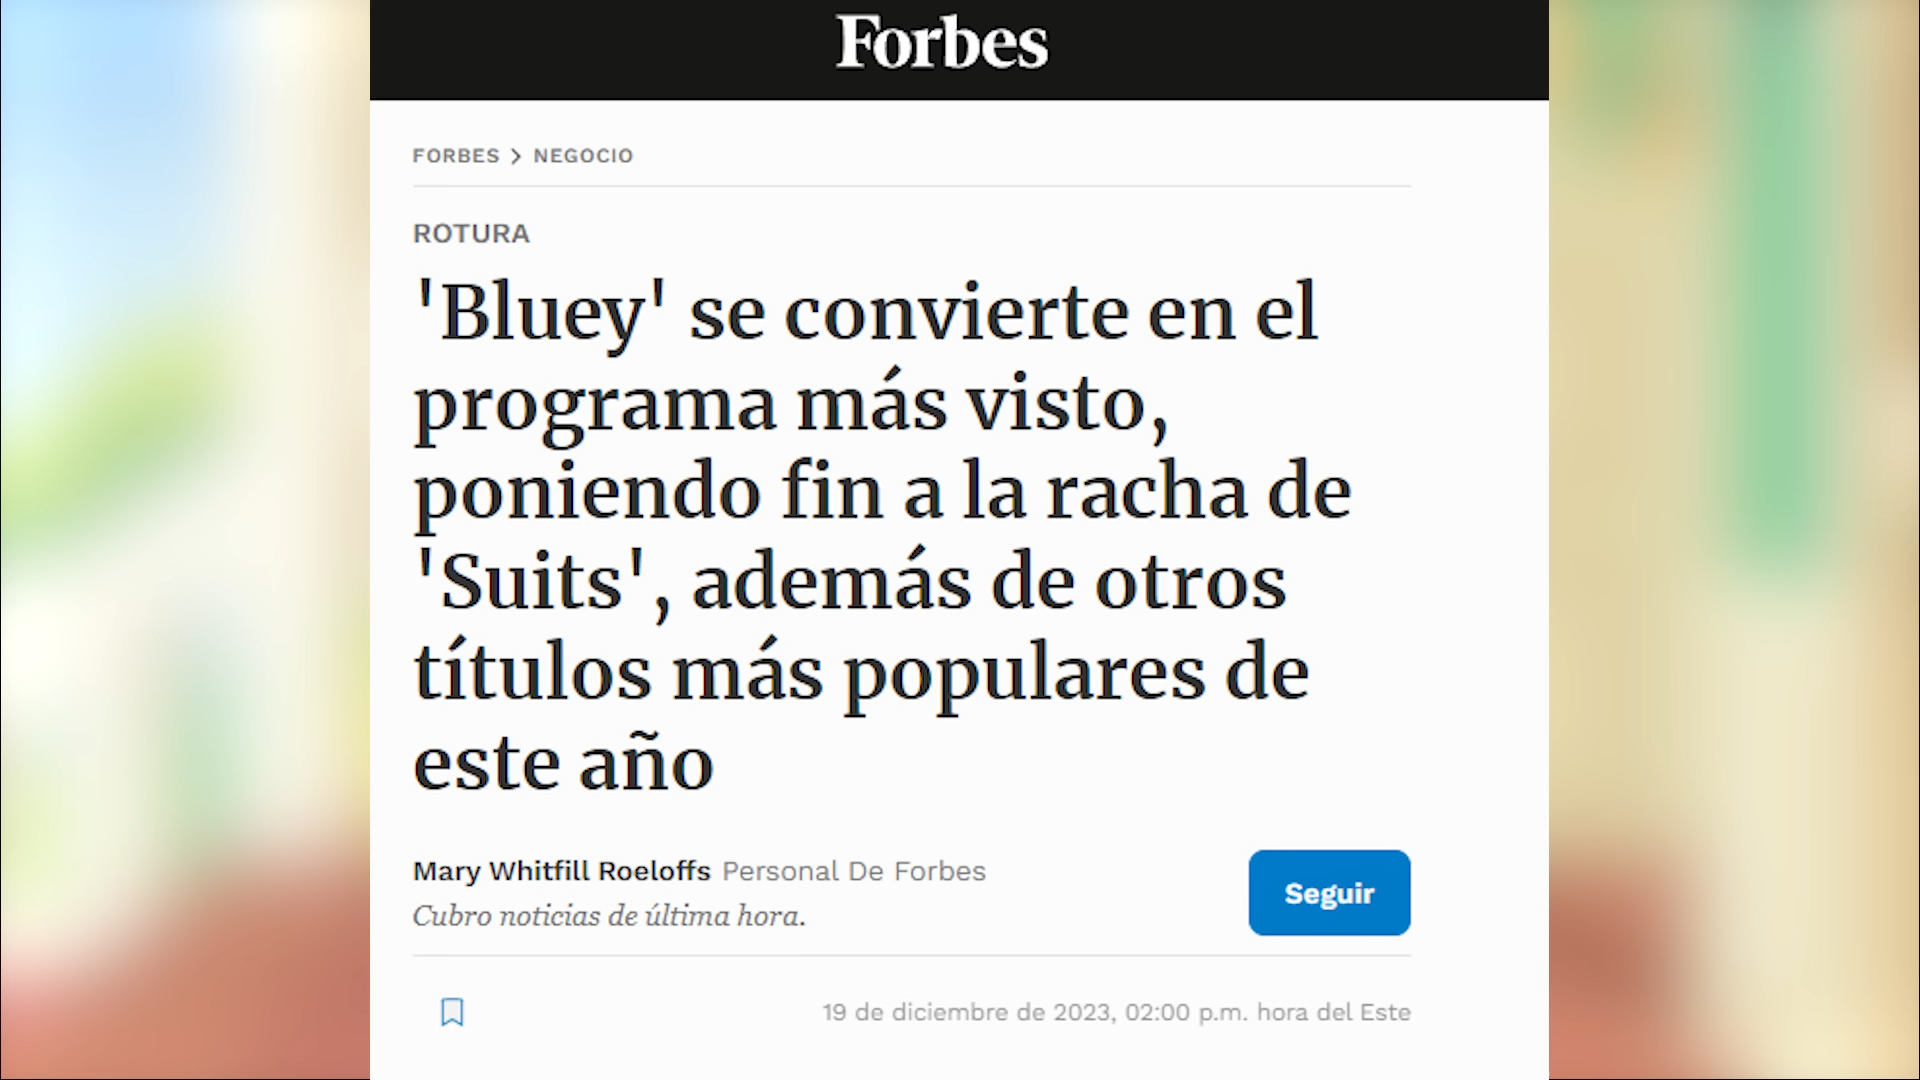 Forbes
FORBES > NEGOCIO
ROTURA
'Bluey' se convierte en el
programa más visto,
poniendo fin a la racha de
'Suits', además de otros
títulos más populares de
este año
Mary Whitfill Roeloffs Personal De Forbes
Cubro noticias de última hora.
Seguir
19 de diciembre de 2023, 02:00 p.m. hora del Este